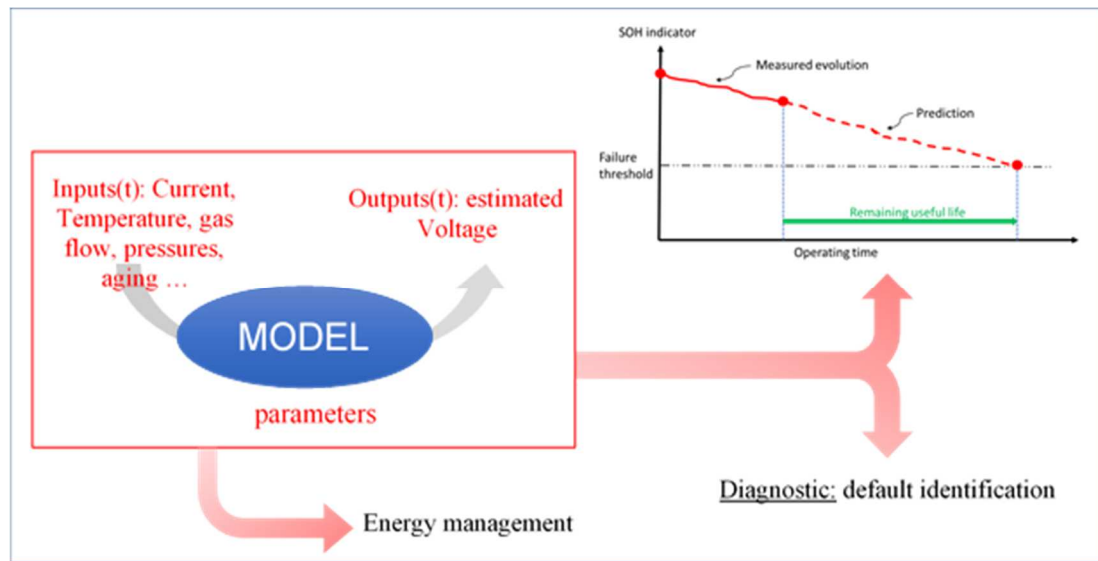 SOH indicator
Measured evolution
Prediction
Failure
threshold
Remaining useful life
Operating time
Inputs(t): Current,
Temperature, gas
flow, pressures,
aging …
Outputs(t): estimated
Voltage
MODEL
parameters
Energy management
Diagnostic: default identification